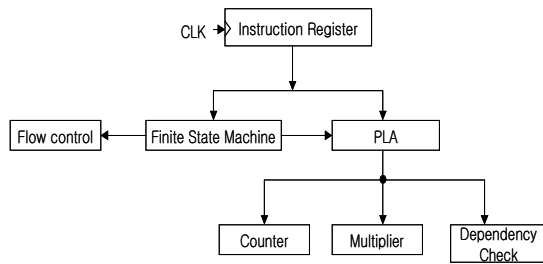 CLK
Instruction Register
Flow control
Finite State Machine
PLA
Counter
Multiplier
Dependency
Check